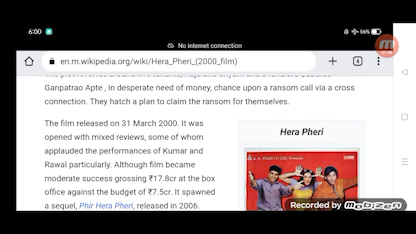 6:00
56%
No internet connection
en.m.wikipedia.org/wiki/Hera_Pheri_(2000_film)
4
Ganpatrao Apte , in desperate need of money, chance upon a ransom call via a cross
connection. They hatch a plan to claim the ransom for themselves.
The film released on 31 March 2000. It was
opened with mixed reviews, some of whom
applauded the performances of Kumar and
Rawal particularly. Although film became
moderate success grossing ₹17.8cr at the box
office against the budget of ₹7.5cr. It spawned
a sequel, Phir Hera Pheri, released in 2006.
Hera Pheri
Recorded by mobizen